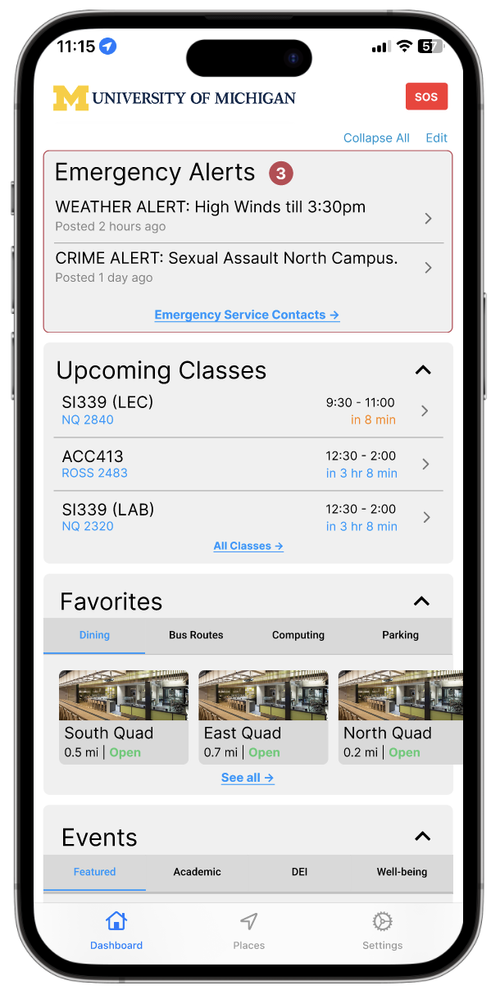 11:15
57
M UNIVERSITY OF MICHIGAN
SOS
Collapse All Edit
Emergency Alerts 3
WEATHER ALERT: High Winds till 3:30pm
Posted 2 hours ago
CRIME ALERT: Sexual Assault North Campus.
Posted 1 day ago
Emergency Service Contacts →
Upcoming Classes
SI339 (LEC) 9:30 - 11:00
NQ 2840 in 8 min
ACC413 12:30 - 2:00
ROSS 2483 in 3 hr 8 min
SI339 (LAB) 12:30 - 2:00
NQ 2320 in 3 hr 8 min
All Classes →
Favorites
Dining Bus Routes Computing Parking
South Quad East Quad North Quad
0.5 mi | Open 0.7 mi | Open 0.2 mi | Open
See all →
Events
Featured Academic DEI Well-being
Dashboard Places Settings